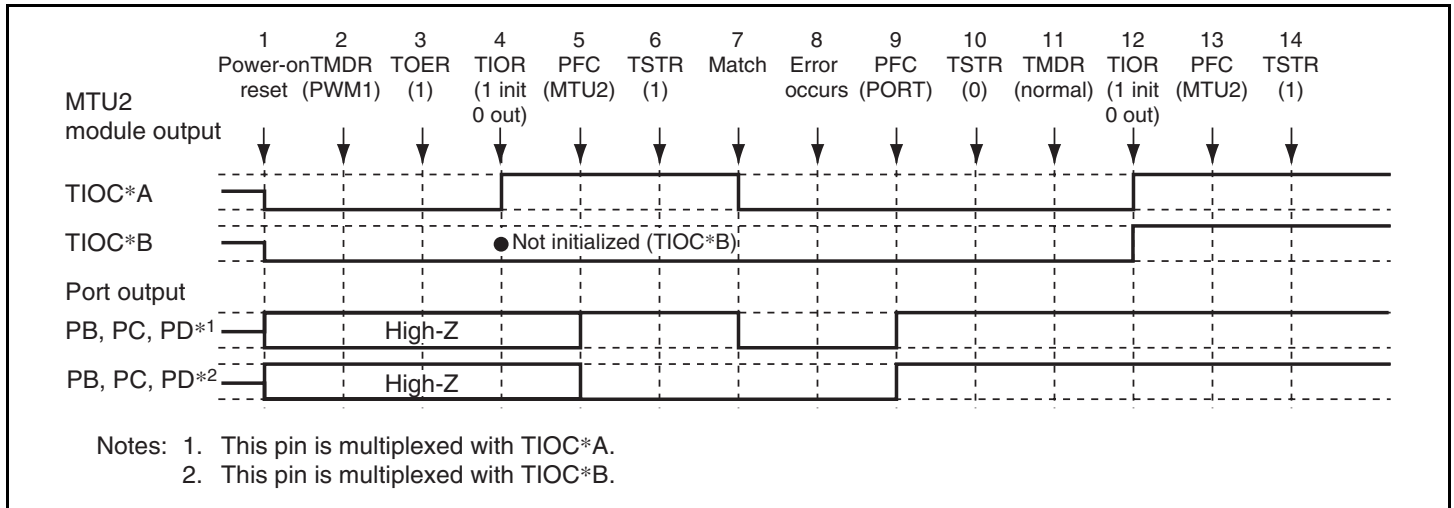 1 2 3 4 5 6 7 8 9 10 11 12 13 14
Power-on TMDR TOER TIOR PFC TSTR Match Error PFC TSTR TMDR TIOR PFC TSTR
reset (PWM1) (1) (1 init (MTU2) (1) occurs (PORT) (0) (normal) (1 init (MTU2) (1)
0 out) 0 out)
MTU2
module output
TIOC*A
TIOC*B ●Not initialized (TIOC*B)
Port output
PB, PC, PD*1 High-Z
PB, PC, PD*2 High-Z
Notes: 1. This pin is multiplexed with TIOC*A.
2. This pin is multiplexed with TIOC*B.